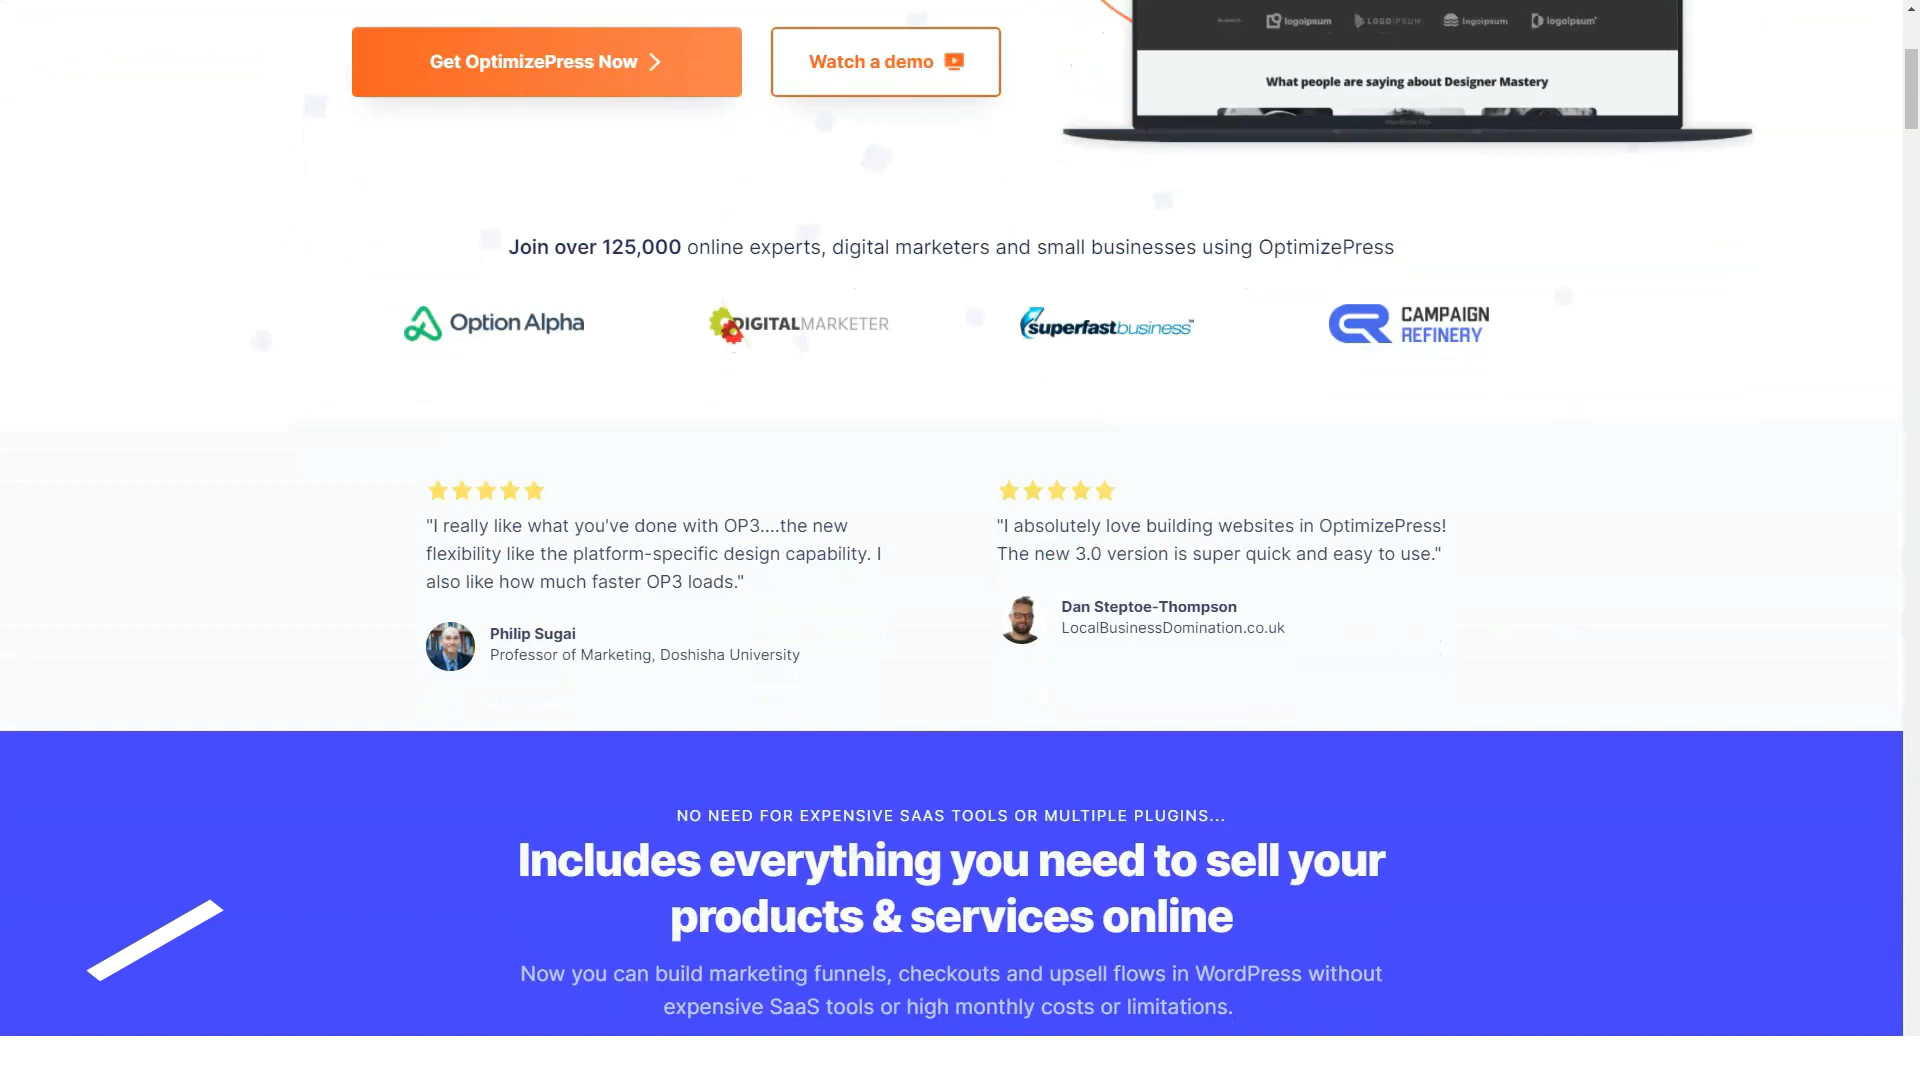 logoipsum
LOGOIPSUM
logoipsum
logoipsum
Get OptimizePress Now
Watch a demo
What people are saying about Designer Mastery
MacBook Pro
Join over 125,000 online experts, digital marketers and small businesses using OptimizePress
Option Alpha
DIGITALMARKETER
superfastbusiness™
CAMPAIGN
REFINERY
"I really like what you've done with OP3....the new
flexibility like the platform-specific design capability. I
also like how much faster OP3 loads."
Philip Sugai
Professor of Marketing, Doshisha University
"I absolutely love building websites in OptimizePress!
The new 3.0 version is super quick and easy to use."
Dan Steptoe-Thompson
LocalBusinessDomination.co.uk
NO NEED FOR EXPENSIVE SAAS TOOLS OR MULTIPLE PLUGINS...
Includes everything you need to sell your
products & services online
Now you can build marketing funnels, checkouts and upsell flows in WordPress without
expensive SaaS tools or high monthly costs or limitations.